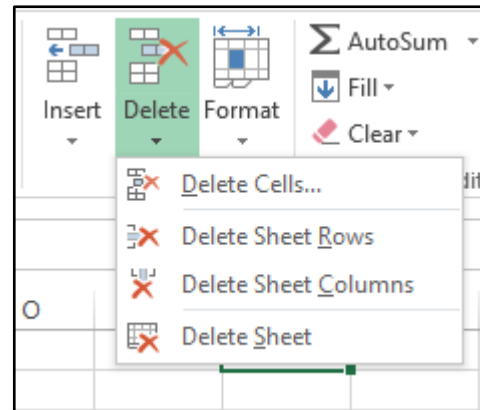 Insert Delete Format
AutoSum
Fill
Clear
Delete Cells...
Delete Sheet Rows
Delete Sheet Columns
Delete Sheet
O